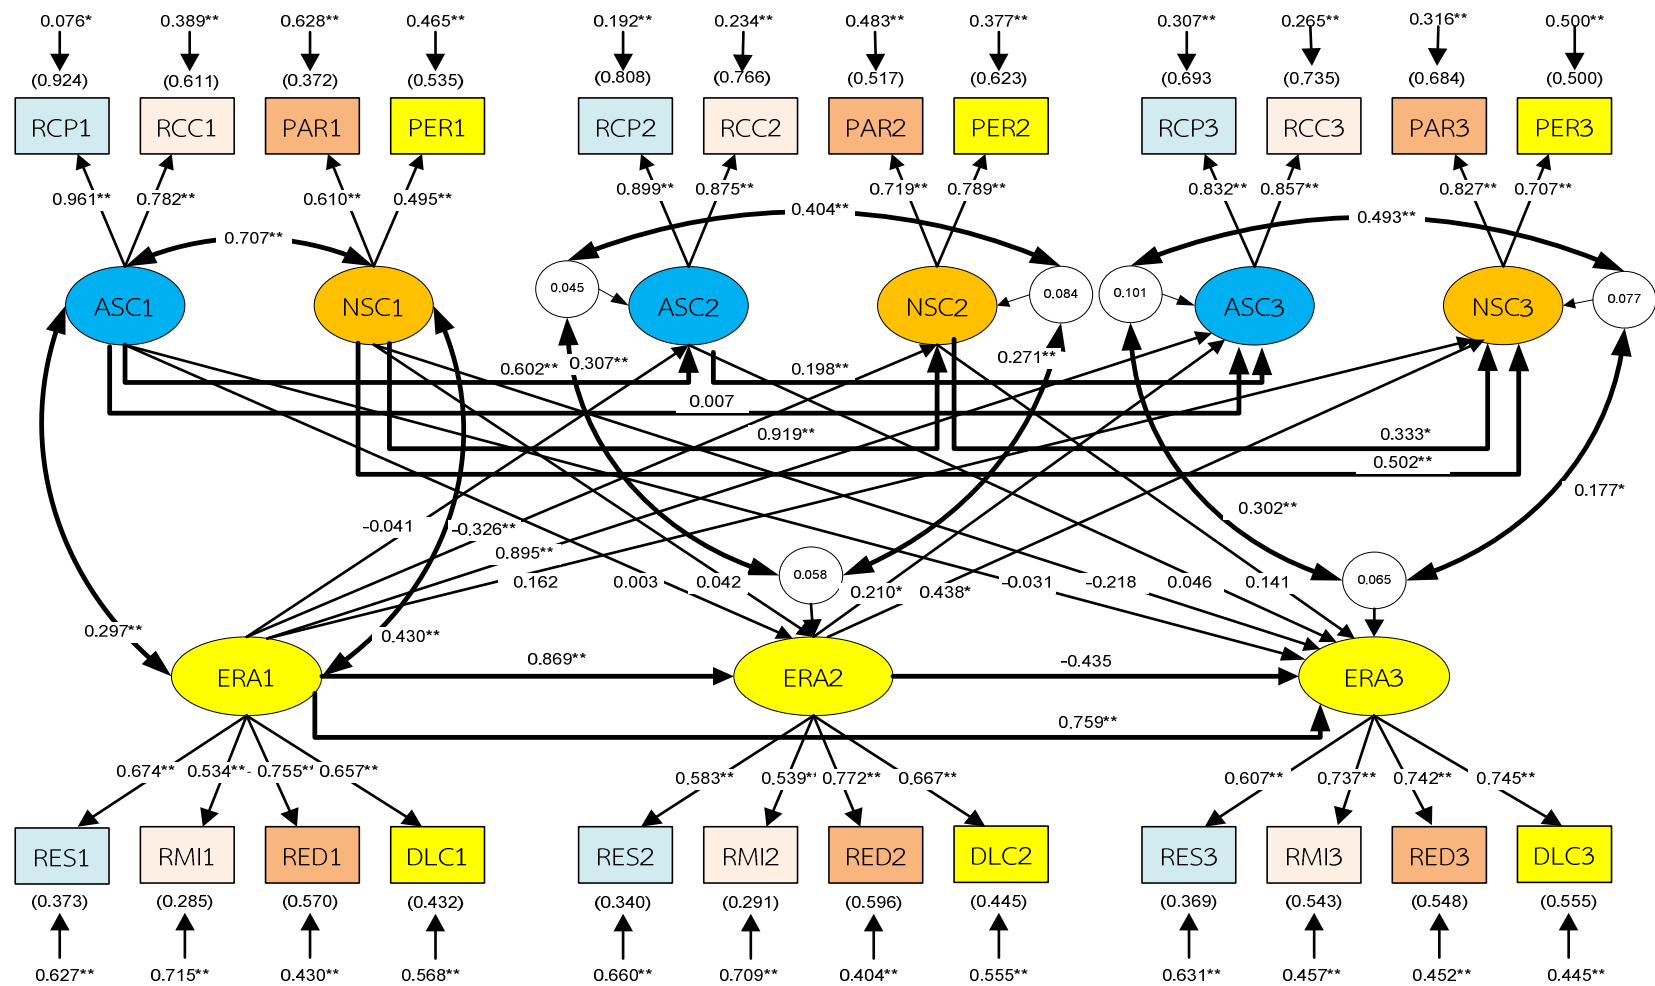 0.076* 0.389** 0.628** 0.465** 0.192** 0.234** 0.483** 0.377** 0.307** 0.265** 0.316** 0.500**
(0.924) (0.611) (0.372) (0.535) (0.808) (0.766) (0.517) (0.623) (0.693 (0.735) (0.684) (0.500)
RCP1 RCC1 PAR1 PER1 RCP2 RCC2 PAR2 PER2 RCP3 RCC3 PAR3 PER3
0.961** 0.782** 0.610** 0.495** 0.899** 0.875** 0.719** 0.789** 0.832** 0.857** 0.827** 0.707**
0.707** 0.404** 0.493**
ASC1 NSC1 0.045 ASC2 NSC2 0.084 0.101 ASC3 NSC3 0.077
0.602** 0.307** 0.198** 0.271**
0.007
0.919** 0.333*
0.502**
0.177*
-0.041 -0.326** 0.302**
0.895**
0.162 0.003 0.042 0.058 0.210* 0.438* -0.031 -0.218 0.046 0.141 0.065
0.297** 0.430**
0.869** -0.435
ERA1 ERA2 ERA3
0.759**
0.674** 0.534** 0.755** 0.657** 0.583** 0.539** 0.772** 0.667** 0.607** 0.737** 0.742** 0.745**
RES1 RMI1 RED1 DLC1 RES2 RMI2 RED2 DLC2 RES3 RMI3 RED3 DLC3
(0.373) (0.285) (0.570) (0.432) (0.340) (0.291) (0.596) (0.445) (0.369) (0.543) (0.548) (0.555)
0.627** 0.715** 0.430** 0.568** 0.660** 0.709** 0.404** 0.555** 0.631** 0.457** 0.452** 0.445**